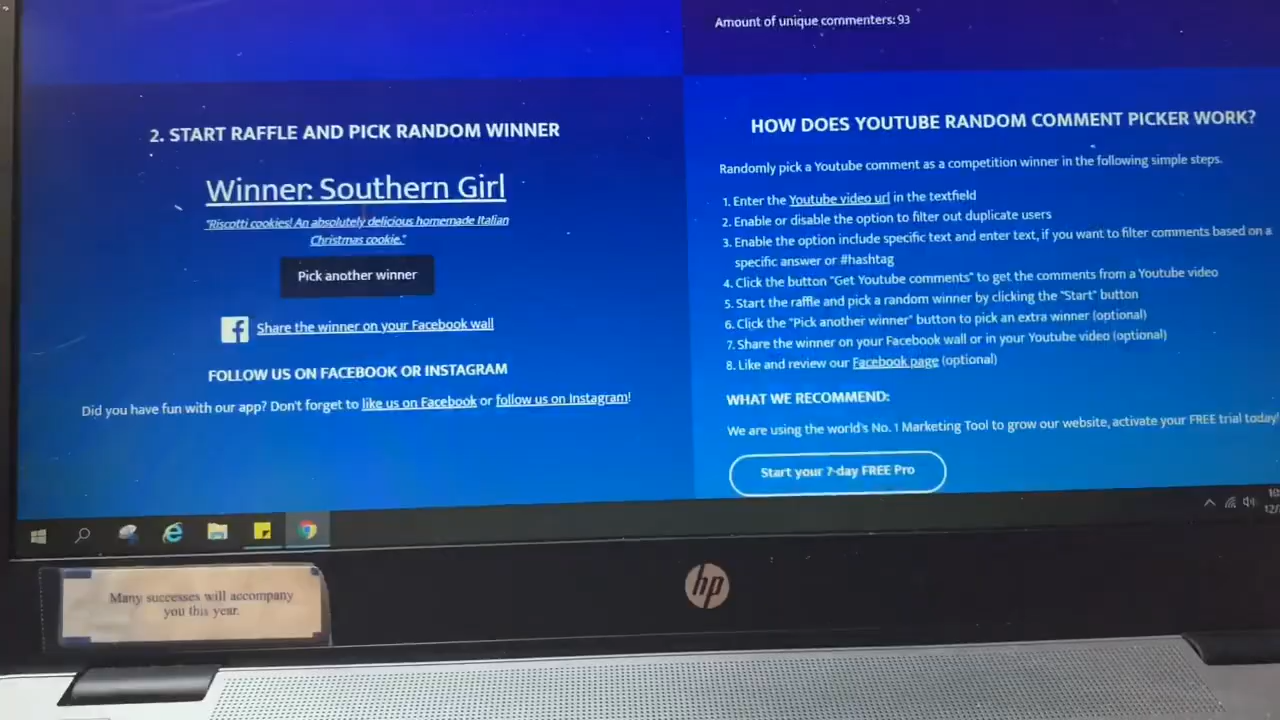 Amount of unique commenters: 93
2. START RAFFLE AND PICK RANDOM WINNER
Winner: Southern Girl
"Riscotti cookies! An absolutely delicious homemade Italian
Christmas cookie."
Pick another winner
Share the winner on your Facebook wall
FOLLOW US ON FACEBOOK OR INSTAGRAM
Did you have fun with our app? Don't forget to like us on Facebook or follow us on Instagram!
HOW DOES YOUTUBE RANDOM COMMENT PICKER WORK?
Randomly pick a Youtube comment as a competition winner in the following simple steps.
1. Enter the Youtube video url in the textfield
2. Enable or disable the option to filter out duplicate users
3. Enable the option include specific text and enter text, if you want to filter comments based on a
specific answer or #hashtag
4. Click the button "Get Youtube comments" to get the comments from a Youtube video
5. Start the raffle and pick a random winner by clicking the "Start" button
6. Click the "Pick another winner" button to pick an extra winner (optional)
7. Share the winner on your Facebook wall or in your Youtube video (optional)
8. Like and review our Facebook page (optional)
WHAT WE RECOMMEND:
We are using the world's No. 1 Marketing Tool to grow our website, activate your FREE trial today!
Start your 7-day FREE Pro
hp
Many successes will accompany
you this year.